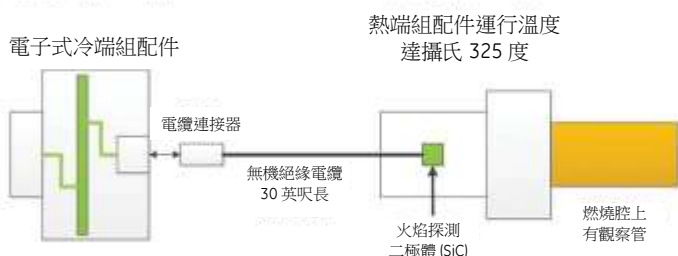 電子式冷端組配件
熱端組配件運行溫度
達攝氏 325 度
電纜連接器
無機絕緣電纜
30 英呎長
火焰探測
二極體 (SiC)
燃燒腔上
有觀察管